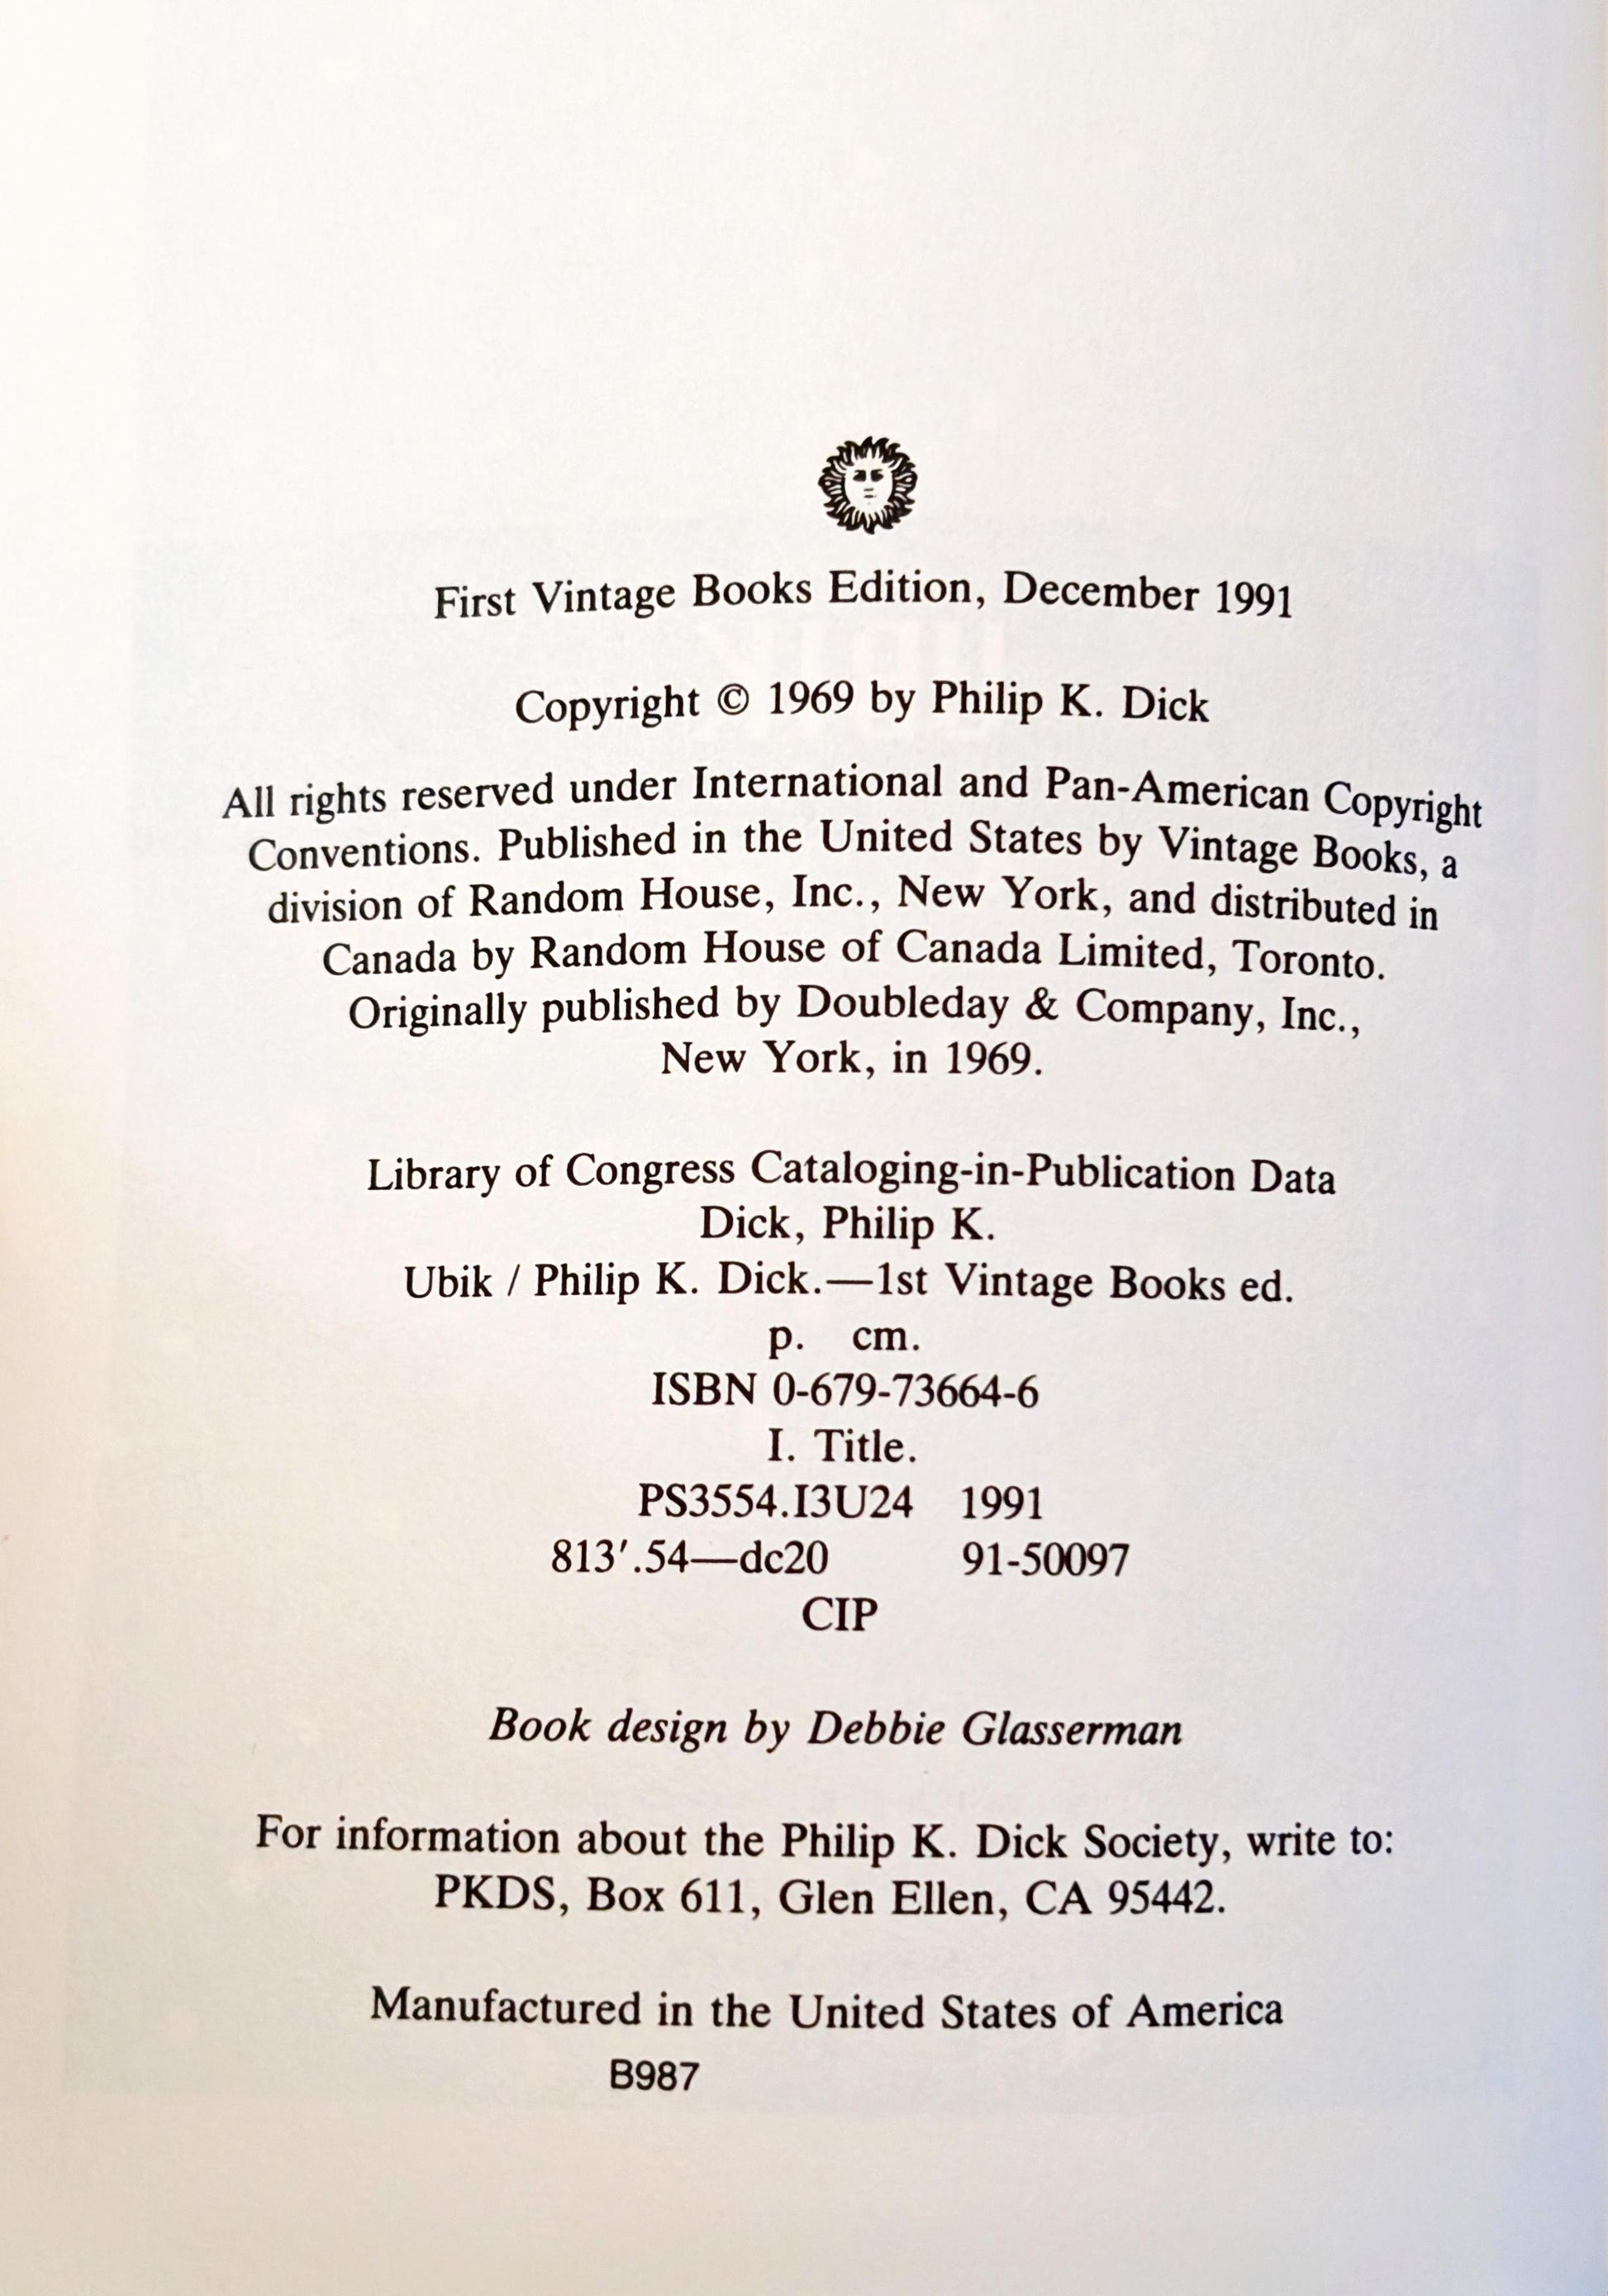 First Vintage Books Edition, December 1991
Copyright © 1969 by Philip K. Dick
All rights reserved under International and Pan-American Copyright
Conventions. Published in the United States by Vintage Books, a
division of Random House, Inc., New York, and distributed in
Canada by Random House of Canada Limited, Toronto.
Originally published by Doubleday & Company, Inc.,
New York, in 1969.
Library of Congress Cataloging-in-Publication Data
Dick, Philip K.
Ubik / Philip K. Dick.—1st Vintage Books ed.
p. cm.
ISBN 0-679-73664-6
I. Title.
PS3554.I3U24 1991
813′.54—dc20 91-50097
CIP
Book design by Debbie Glasserman
For information about the Philip K. Dick Society, write to:
PKDS, Box 611, Glen Ellen, CA 95442.
Manufactured in the United States of America
B987